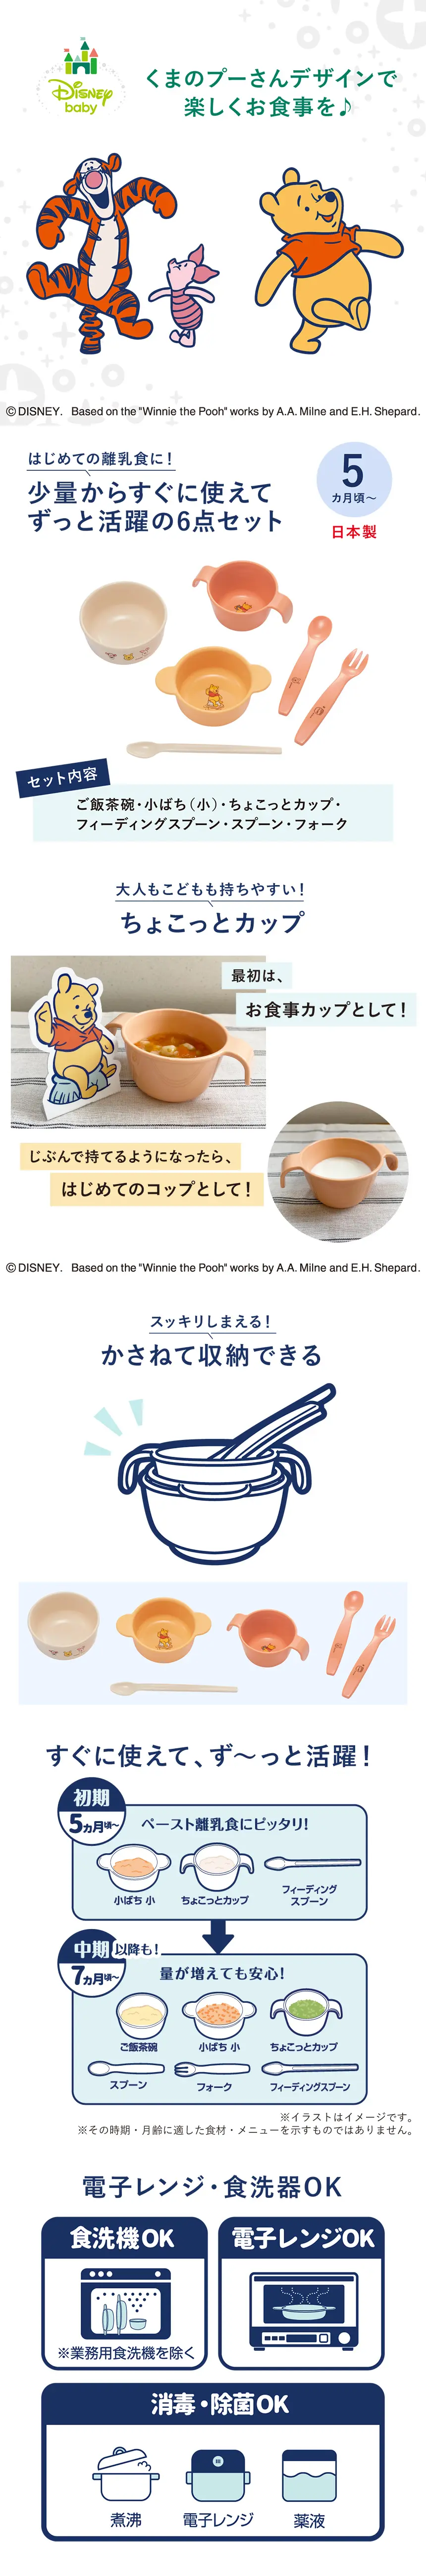 DISNEY
baby
くまのプーさんデザインで
楽しくお食事を♪
© DISNEY. Based on the "Winnie the Pooh" works by A.A. Milne and E.H. Shepard.
はじめての離乳食に！
少量からすぐに使えて
ずっと活躍の6点セット
5
カ月頃～
日本製
セット内容
ご飯茶碗・小ばち（小）・ちょこっとカップ・
フィーディングスプーン・スプーン・フォーク
大人もこどもも持ちやすい！
ちょこっとカップ
最初は、
お食事カップとして！
じぶんで持てるようになったら、
はじめてのコップとして！
© DISNEY. Based on the "Winnie the Pooh" works by A.A. Milne and E.H. Shepard.
スッキリしまえる！
かさねて収納できる
すぐに使えて、ず～っと活躍！
初期
5ヵ月頃～
ペースト離乳食にピッタリ！
小ばち 小
ちょこっとカップ
フィーディング
スプーン
中期以降も！
7ヵ月頃～
量が増えても安心！
ご飯茶碗
小ばち 小
ちょこっとカップ
スプーン
フォーク
フィーディングスプーン
※イラストはイメージです。
※その時期・月齢に適した食材・メニューを示すものではありません。
電子レンジ・食洗器OK
食洗機OK
※業務用食洗機を除く
電子レンジOK
消毒・除菌OK
煮沸
電子レンジ
薬液